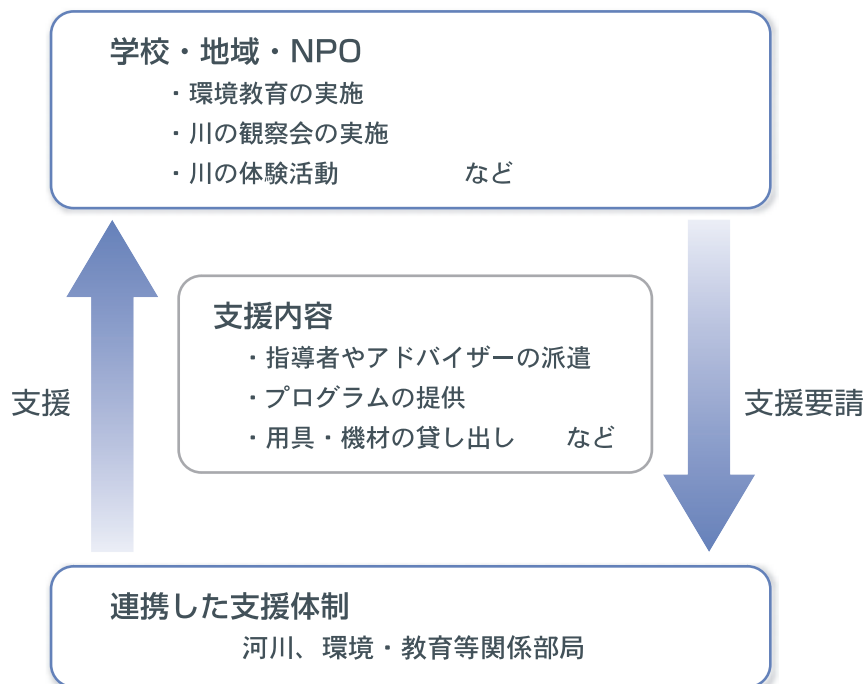 学校・地域・NPO
・環境教育の実施
・川の観察会の実施
・川の体験活動　など
支援内容
・指導者やアドバイザーの派遣
・プログラムの提供
・用具・機材の貸し出し　など
支援
支援要請
連携した支援体制
河川、環境・教育等関係部局